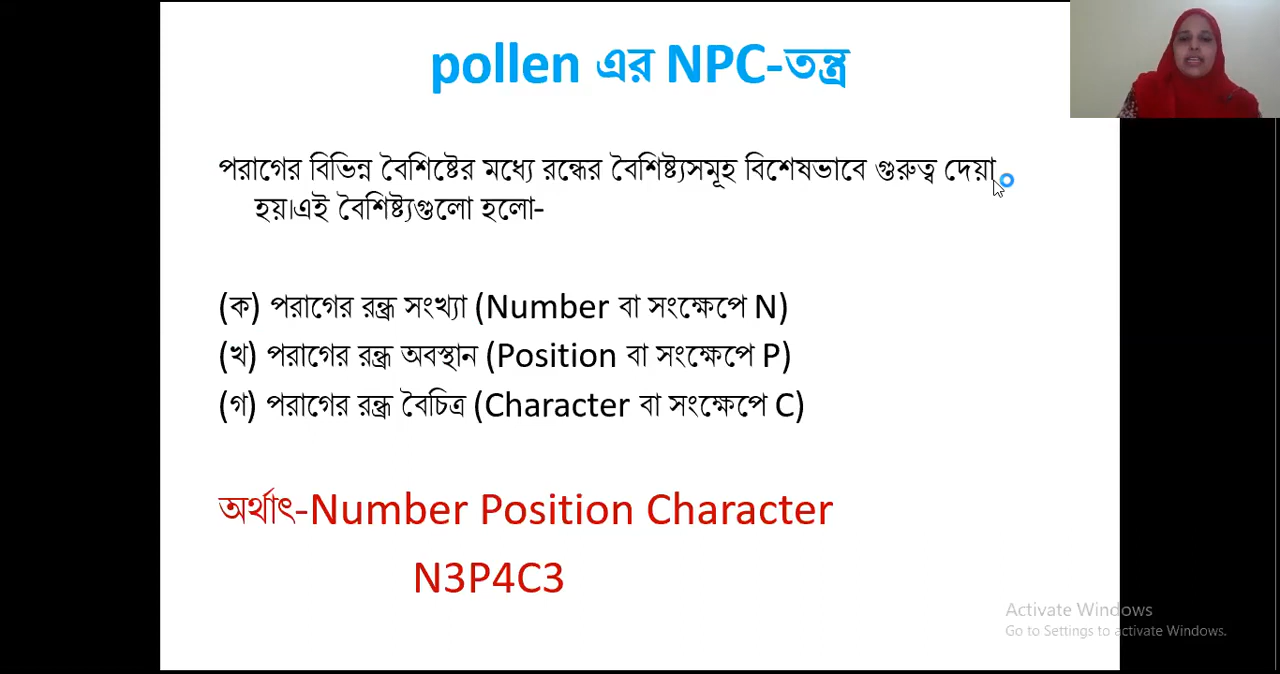 pollen এর NPC-তন্ত্র
পরাগের বিভিন্ন বৈশিষ্টের মধ্যে রন্ধের বৈশিষ্ট্যসমূহ বিশেষভাবে গুরুত্ব দেয়া
হয়।এই বৈশিষ্ট্যগুলো হলো-
(ক) পরাগের রন্ধ্র সংখ্যা (Number বা সংক্ষেপে N)
(খ) পরাগের রন্ধ্র অবস্থান (Position বা সংক্ষেপে P)
(গ) পরাগের রন্ধ্র বৈচিত্র (Character বা সংক্ষেপে C)
অর্থাৎ-Number Position Character
N3P4C3
Activate Windows
Go to Settings to activate Windows.